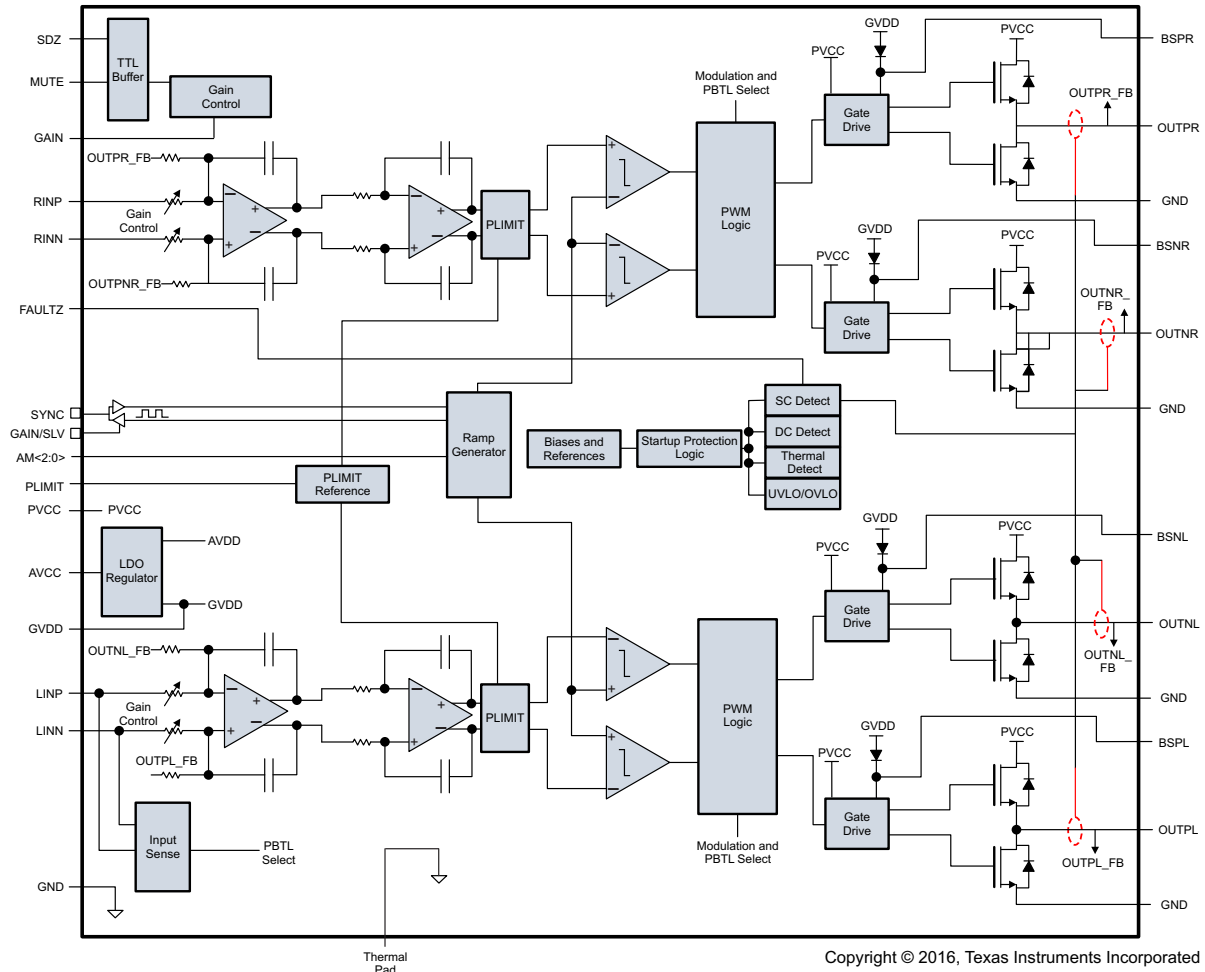 SDZ
TTL
Buffer
MUTE
Gain
Control
GAIN
OUTPR_FB
RINP
Gain
Control
RINN
OUTPNR_FB
FAULTZ
PLIMIT
Modulation and
PBTL Select
PWM
Logic
GVDD
PVCC
Gate
Drive
PVCC
BSPR
OUTPR_FB
OUTPR
GND
GVDD
PVCC
Gate
Drive
PVCC
BSNR
OUTNR_
FB
OUTNR
GND
SYNC
GAIN/SLV
AM<2:0>
PLIMIT
PLIMIT
Reference
Ramp
Generator
Biases and
References
Startup Protection
Logic
SC Detect
DC Detect
Thermal
Detect
UVLO/OVLO
PVCC
PVCC
AVCC
LDO
Regulator
AVDD
GVDD
GVDD
OUTNL_FB
LINP
Gain
Control
LINN
OUTPL_FB
PLIMIT
PWM
Logic
Modulation and
PBTL Select
GVDD
PVCC
Gate
Drive
PVCC
BSNL
OUTNL
OUTNL_
FB
GND
GVDD
PVCC
Gate
Drive
PVCC
BSPL
OUTPL
OUTPL_FB
GND
Input
Sense
PBTL
Select
GND
Thermal
Pad
Copyright © 2016, Texas Instruments Incorporated